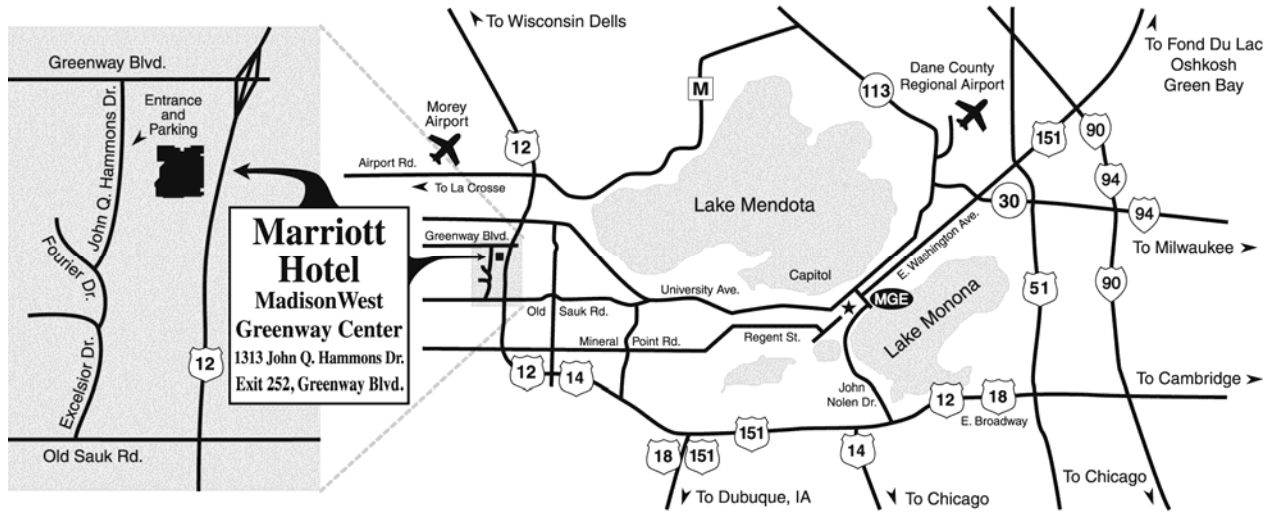 Greenway Blvd.
John Q. Hammons Dr.
Entrance
and
Parking
Fourier Dr.
Excelsior Dr.
12
Old Sauk Rd.
Marriott
Hotel
MadisonWest
Greenway Center
1313 John Q. Hammons Dr.
Exit 252, Greenway Blvd.
To Wisconsin Dells
Morey
Airport
12
Airport Rd.
To La Crosse
Greenway Blvd.
M
113
Dane County
Regional Airport
To Fond Du Lac
Oshkosh
Green Bay
151
90
94
30
94
To Milwaukee
Lake Mendota
E. Washington Ave.
Capitol
MGE
Lake Monona
51
90
University Ave.
Old Sauk Rd.
Mineral Point Rd.
Regent St.
12
14
John
Nolen Dr.
12
18
E. Broadway
To Cambridge
151
18
151
14
To Dubuque, IA
To Chicago
To Chicago